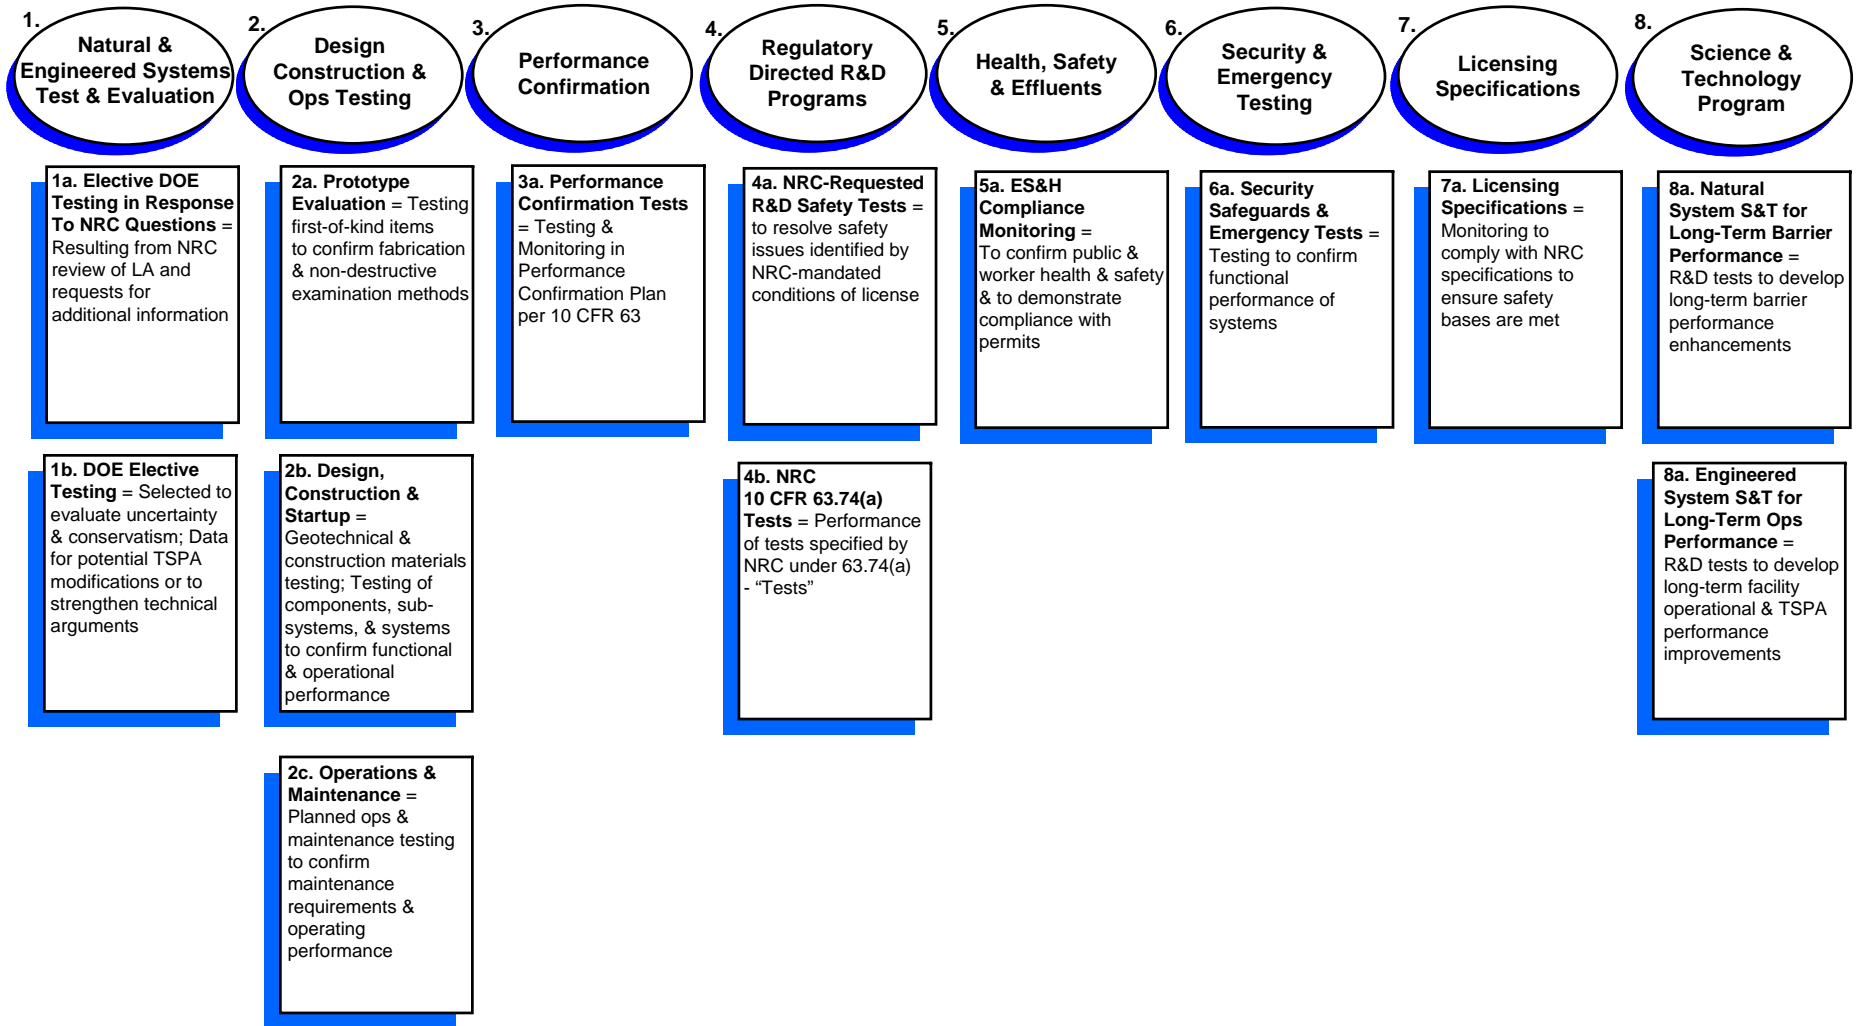 1.
Natural &
Engineered Systems
Test & Evaluation
2.
Design
Construction &
Ops Testing
3.
Performance
Confirmation
4.
Regulatory
Directed R&D
Programs
5.
Health, Safety
& Effluents
6.
Security &
Emergency
Testing
7.
Licensing
Specifications
8.
Science &
Technology
Program
1a. Elective DOE
Testing in Response
To NRC Questions =
Resulting from NRC
review of LA and
requests for
additional information
2a. Prototype
Evaluation = Testing
first-of-kind items
to confirm fabrication
& non-destructive
examination methods
3a. Performance
Confirmation Tests
= Testing &
Monitoring in
Performance
Confirmation Plan
per 10 CFR 63
4a. NRC-Requested
R&D Safety Tests =
to resolve safety
issues identified by
NRC-mandated
conditions of license
5a. ES&H
Compliance
Monitoring =
To confirm public &
worker health & safety
& to demonstrate
compliance with
permits
6a. Security
Safeguards &
Emergency Tests =
Testing to confirm
functional
performance of
systems
7a. Licensing
Specifications =
Monitoring to
comply with NRC
specifications to
ensure safety
bases are met
8a. Natural
System S&T for
Long-Term Barrier
Performance =
R&D tests to develop
long-term barrier
performance
enhancements
1b. DOE Elective
Testing = Selected to
evaluate uncertainty
& conservatism; Data
for potential TSPA
modifications or to
strengthen technical
arguments
2b. Design,
Construction &
Startup =
Geotechnical &
construction materials
testing; Testing of
components, sub-
systems, & systems
to confirm functional
& operational
performance
4b. NRC
10 CFR 63.74(a)
Tests = Performance
of tests specified by
NRC under 63.74(a)
- “Tests”
8a. Engineered
System S&T for
Long-Term Ops
Performance =
R&D tests to develop
long-term facility
operational & TSPA
performance
improvements
2c. Operations &
Maintenance =
Planned ops &
maintenance testing
to confirm
maintenance
requirements &
operating
performance